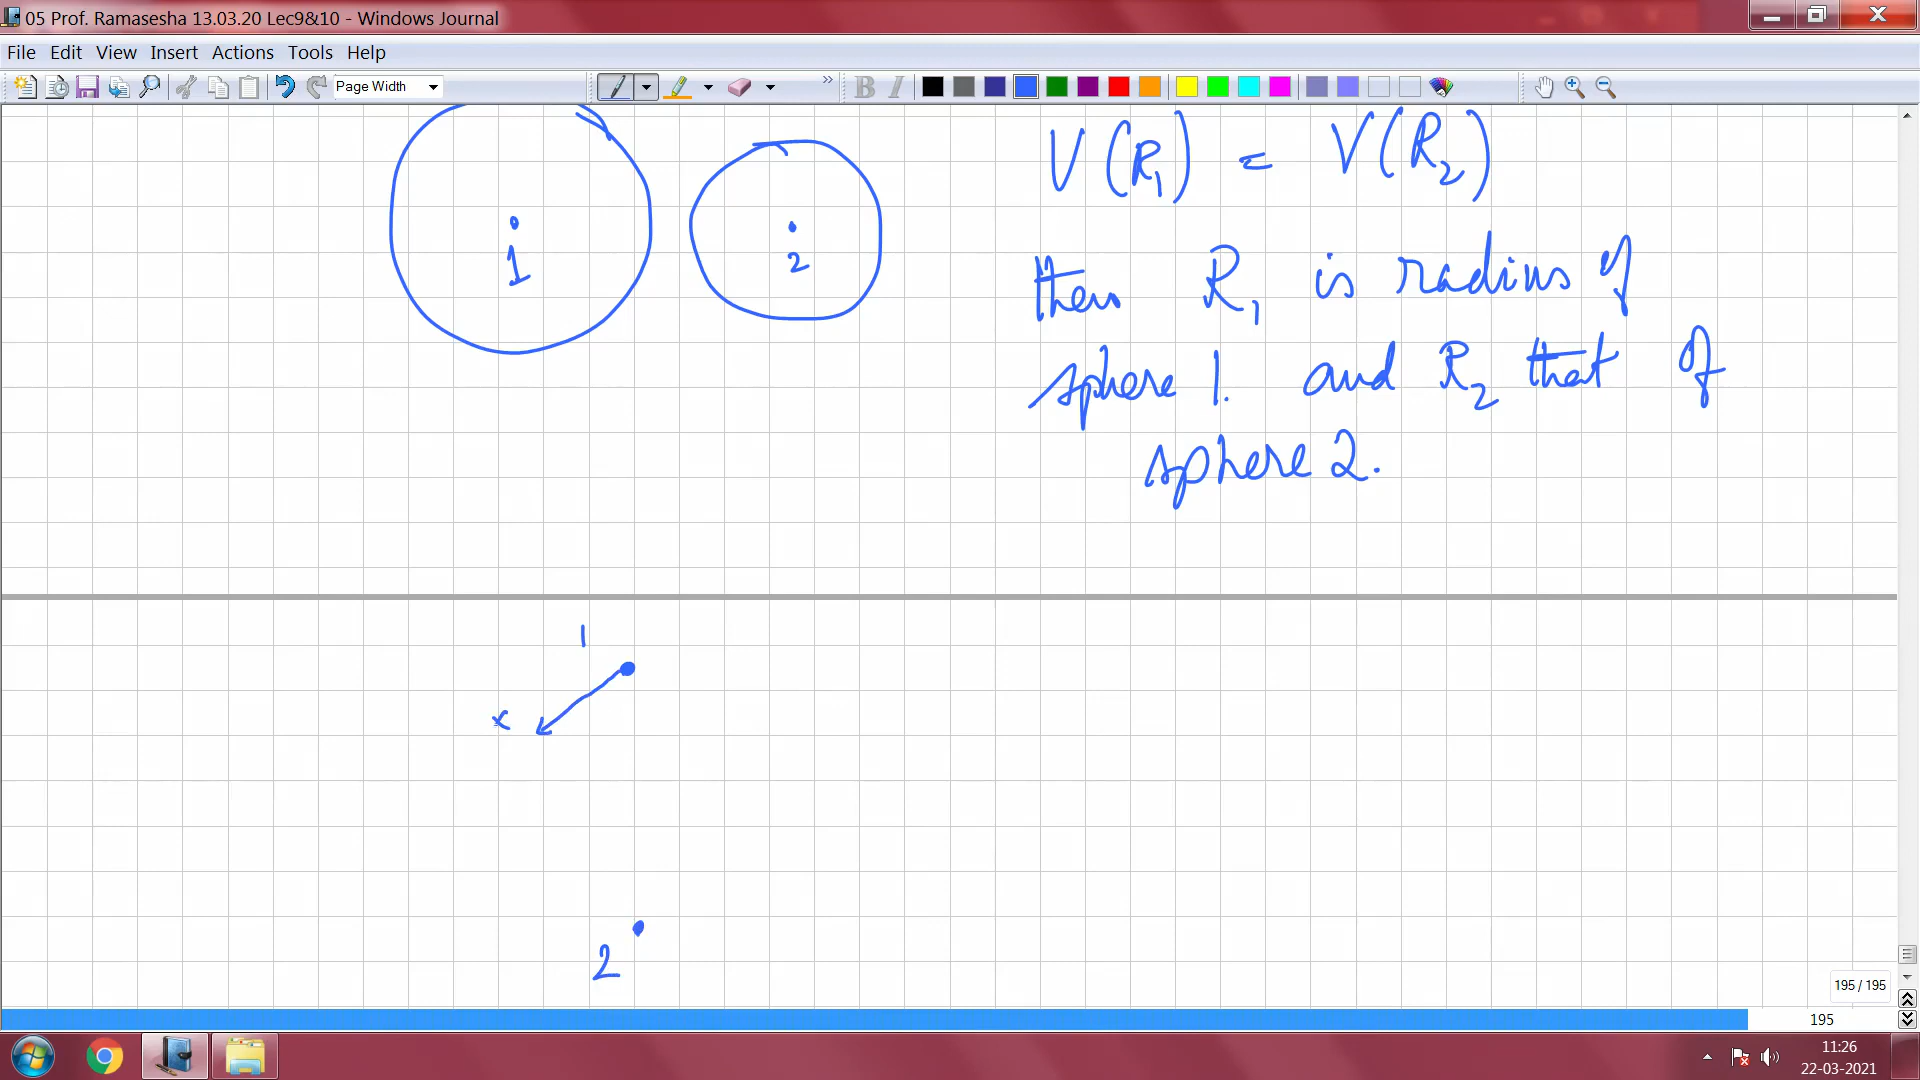 05 Prof. Ramasesha 13.03.20 Lec9&10 - Windows Journal
File Edit View Insert Actions Tools Help
Page Width
B I
V(R₁) = V(R₂)
1
2
then R₁ is radius of
sphere 1. and R₂ that of
sphere 2.
1
x
2
195 / 195
195
11:26
22-03-2021